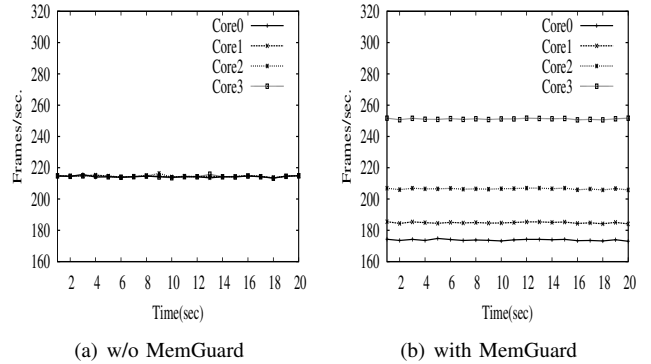 320
300
280
260
240
220
200
180
160
Frames/sec.
Core0
Core1
Core2
Core3
2 4 6 8 10 12 14 16 18 20
Time(sec)
(a) w/o MemGuard
320
300
280
260
240
220
200
180
160
Frames/sec.
Core0
Core1
Core2
Core3
2 4 6 8 10 12 14 16 18 20
Time(sec)
(b) with MemGuard